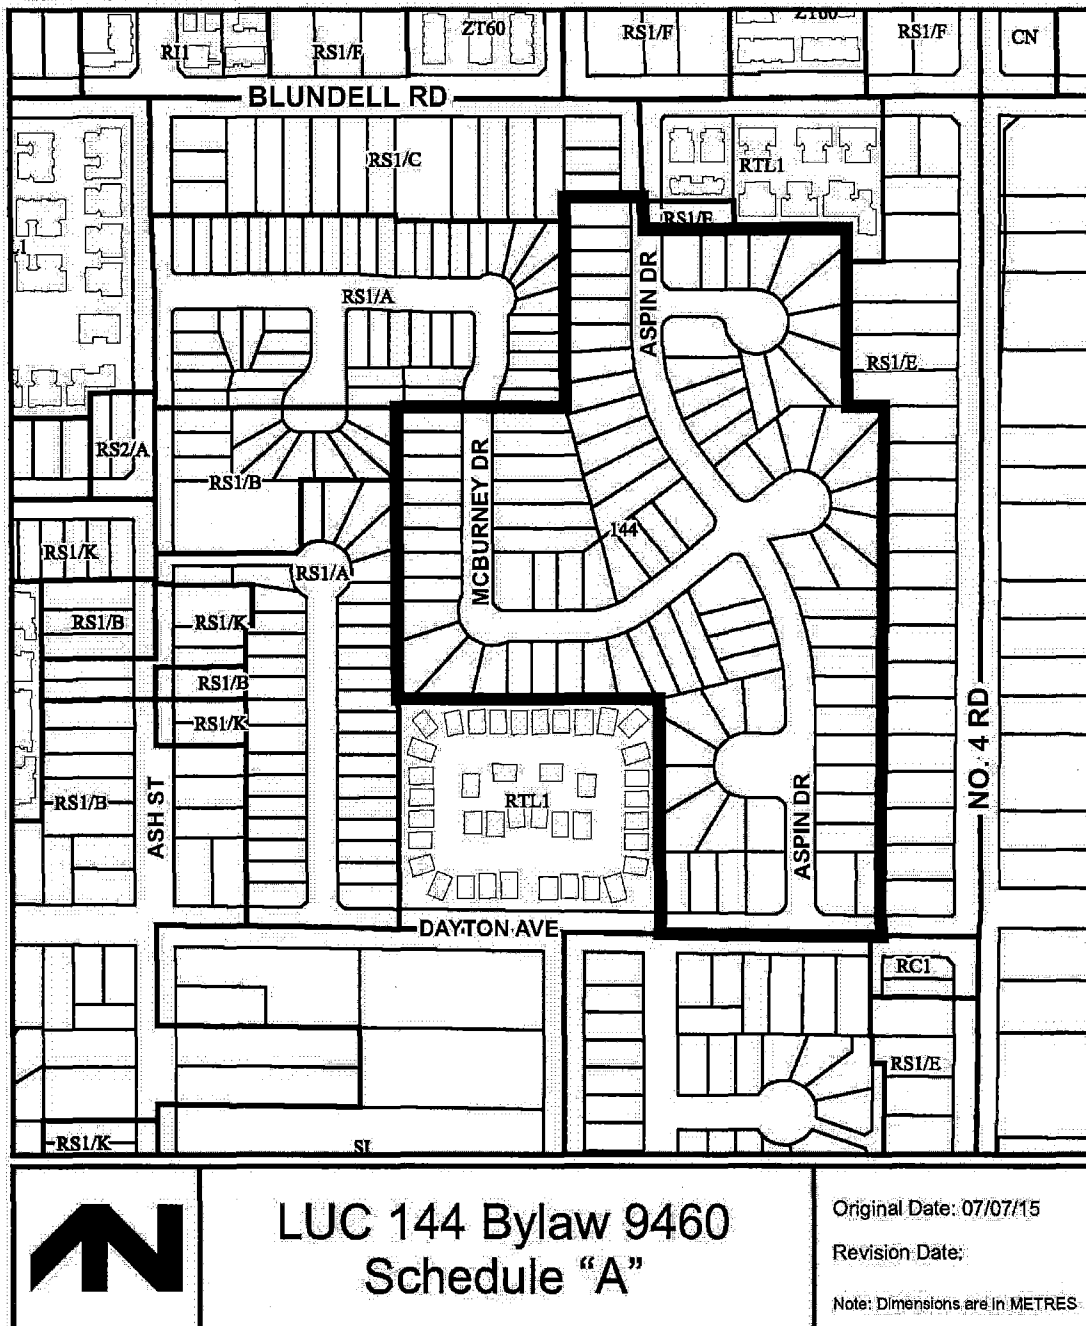 ZT60
ZT60
RI1
RS1/F
RS1/F
RS1/F
CN
BLUNDELL RD
RS1/C
RTL1
RS1/E
ASPIN DR
RS1/A
RS1/E
RS2/A
RS1/B
MCBURNEY DR
144
RS1/K
RS1/A
RS1/B
RS1/K
RS1/B
RS1/K
NO. 4 RD
RS1/B
ASH ST
RTL1
ASPIN DR
DAYTON AVE
RC1
RS1/E
RS1/K
SI
LUC 144 Bylaw 9460
Schedule “A”
Original Date: 07/07/15
Revision Date:
Note: Dimensions are in METRES